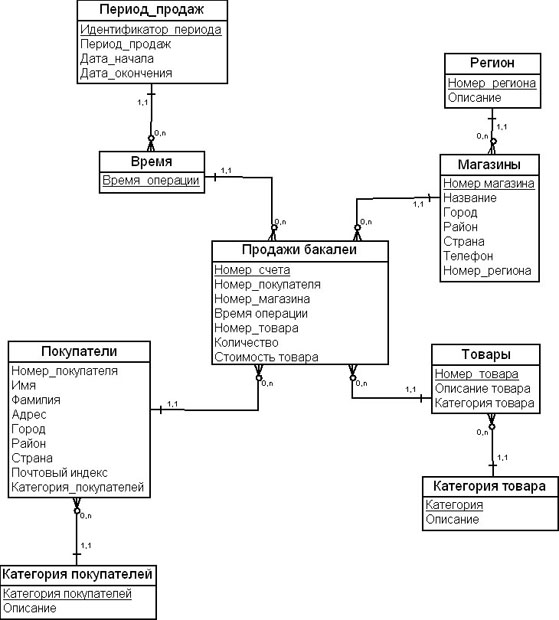 Период_продаж
Идентификатор_периода
Период_продаж
Дата_начала
Дата_окончения
1,1
0,n
Время
Время_операции
1,1
0,n
Регион
Номер_региона
Описание
1,1
0,n
Магазины
Номер магазина
Название
Город
Район
Страна
Телефон
Номер_региона
1,1
0,n
Продажи бакалеи
Номер_счета
Номер_покупателя
Номер_магазина
Время операции
Номер_товара
Количество
Стоимость товара
0,n
0,n
Покупатели
Номер_покупателя
Имя
Фамилия
Адрес
Город
Район
Страна
Почтовый индекс
Категория_покупателей
1,1
0,n
1,1
Категория покупателей
Категория покупателей
Описание
Товары
Номер_товара
Описание товара
Категория товара
1,1
0,n
1,1
Категория товара
Категория
Описание